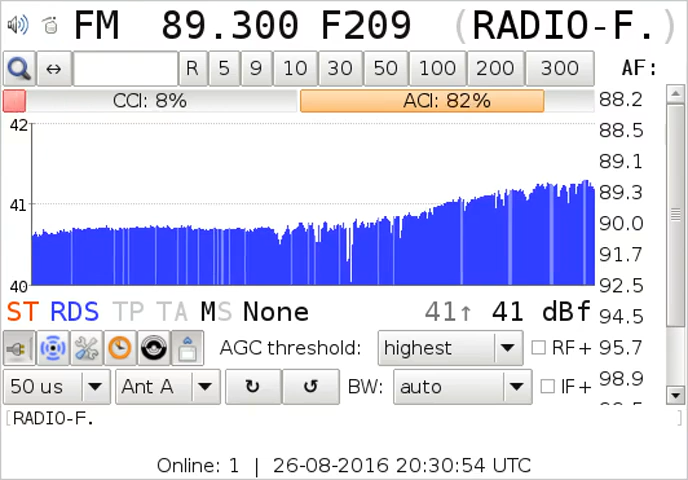 FM 89.300 F209 (RADIO-F. )
↔ R 5 9 10 30 50 100 200 300 AF:
CCI: 8% ACI: 82% 88.2
42
88.5
89.1
41 89.3
90.0
91.7
40 92.5
ST RDS TP TA MS None 41↑ 41 dBf 94.5
AGC threshold: highest RF+ 95.7
50 us Ant A ↻ ↺ BW: auto IF+ 98.9
[RADIO-F. ]
Online: 1 | 26-08-2016 20:30:54 UTC